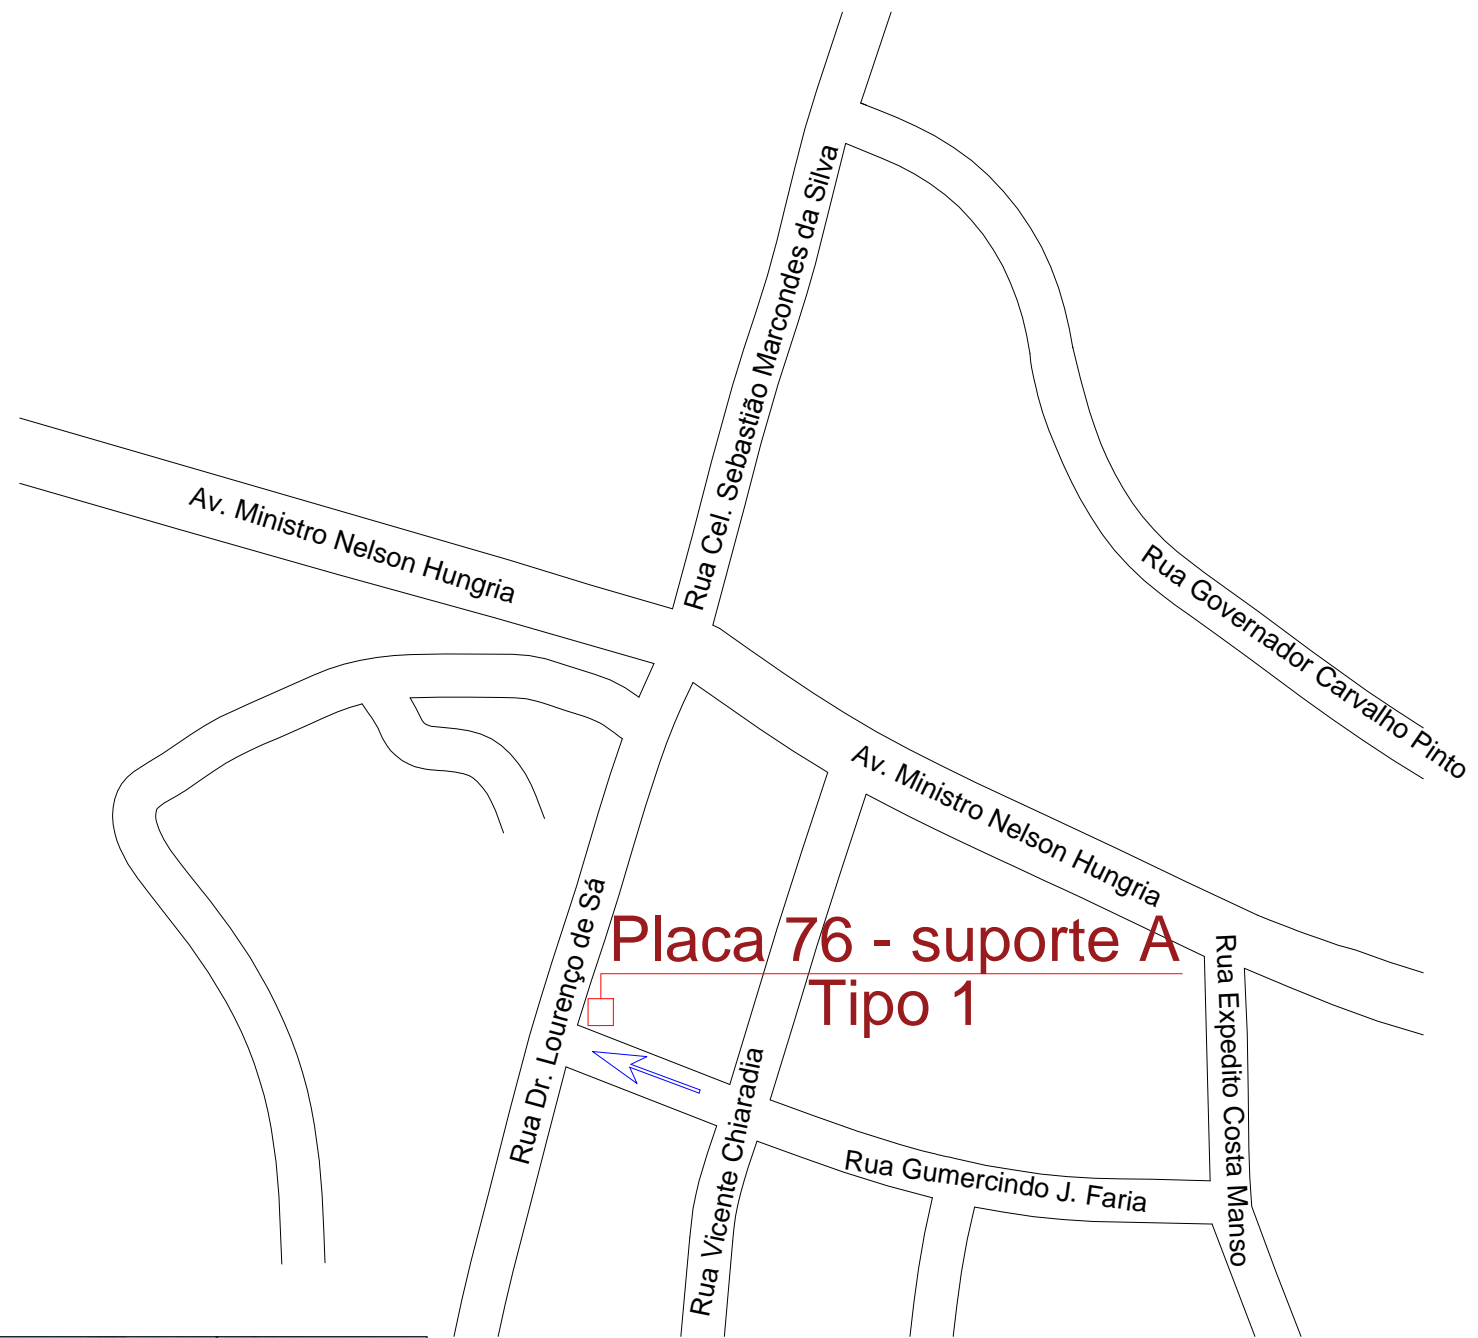 Rua Cel. Sebastião Marcondes da Silva
Av. Ministro Nelson Hungria
Rua Governador Carvalho Pinto
Av. Ministro Nelson Hungria
Rua Dr. Lourenço de Sá
Placa 76 - suporte A
Tipo 1
Rua Expedito Costa Manso
Rua Vicente Chiaradia
Rua Gumercindo J. Faria